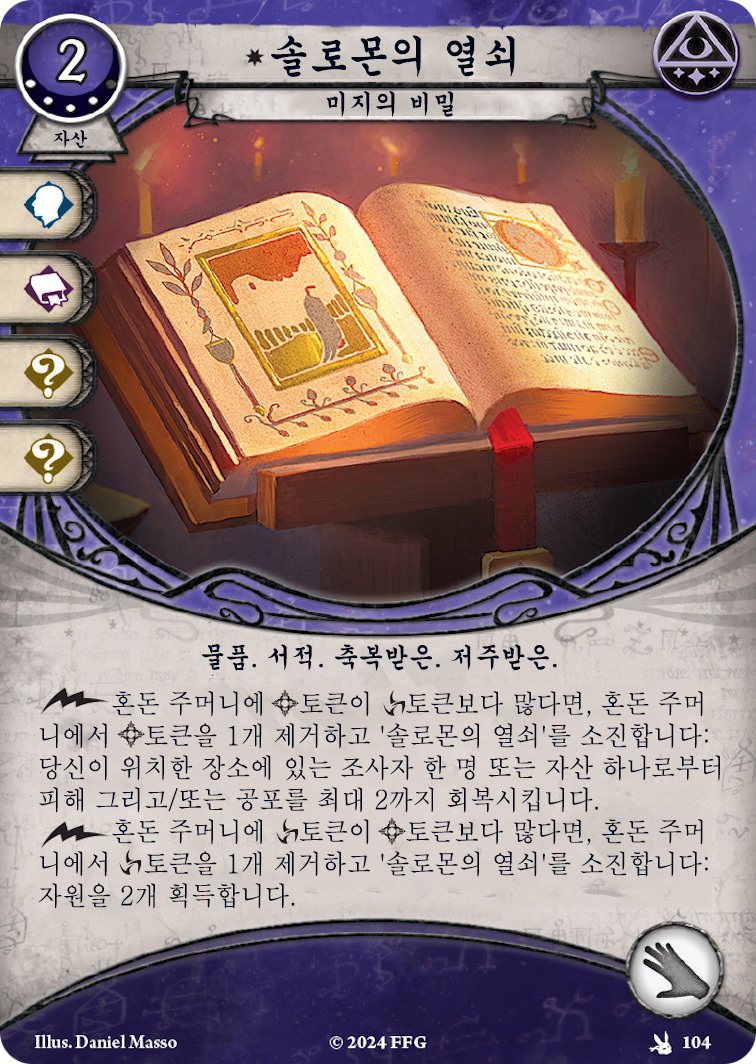 2
솔로몬의 열쇠
미지의 비밀
자산
?
?
물품. 서적. 축복받은. 저주받은.
혼돈 주머니에 토큰이 토큰보다 많다면, 혼돈 주머
니에서 토큰을 1개 제거하고 '솔로몬의 열쇠'를 소진합니다:
당신이 위치한 장소에 있는 조사자 한 명 또는 자산 하나로부터
피해 그리고/또는 공포를 최대 2까지 회복시킵니다.
혼돈 주머니에 토큰이 토큰보다 많다면, 혼돈 주머
니에서 토큰을 1개 제거하고 '솔로몬의 열쇠'를 소진합니다:
자원을 2개 획득합니다.
Illus. Daniel Masso
© 2024 FFG
104